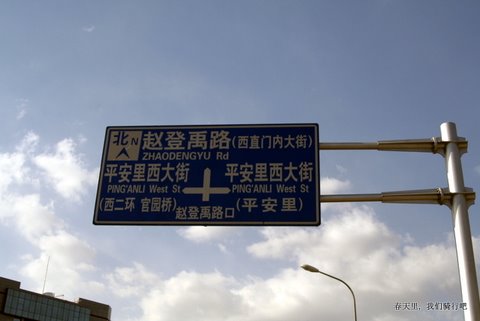 北N 赵登禹路(西直门内大街)
ZHAODENGYU Rd
平安里西大街 平安里西大街
PING'ANLI West St PING'ANLI West St
(西二环 官园桥) 赵登禹路口 (平安里)
春天里，我们骑行吧